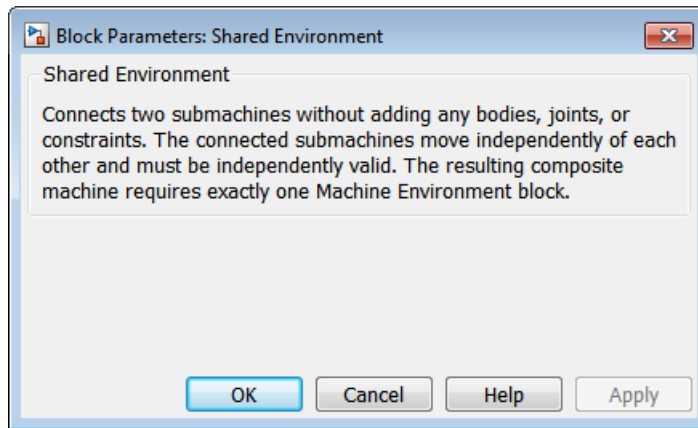 Block Parameters: Shared Environment
Shared Environment
Connects two submachines without adding any bodies, joints, or
constraints. The connected submachines move independently of each
other and must be independently valid. The resulting composite
machine requires exactly one Machine Environment block.
OK Cancel Help Apply